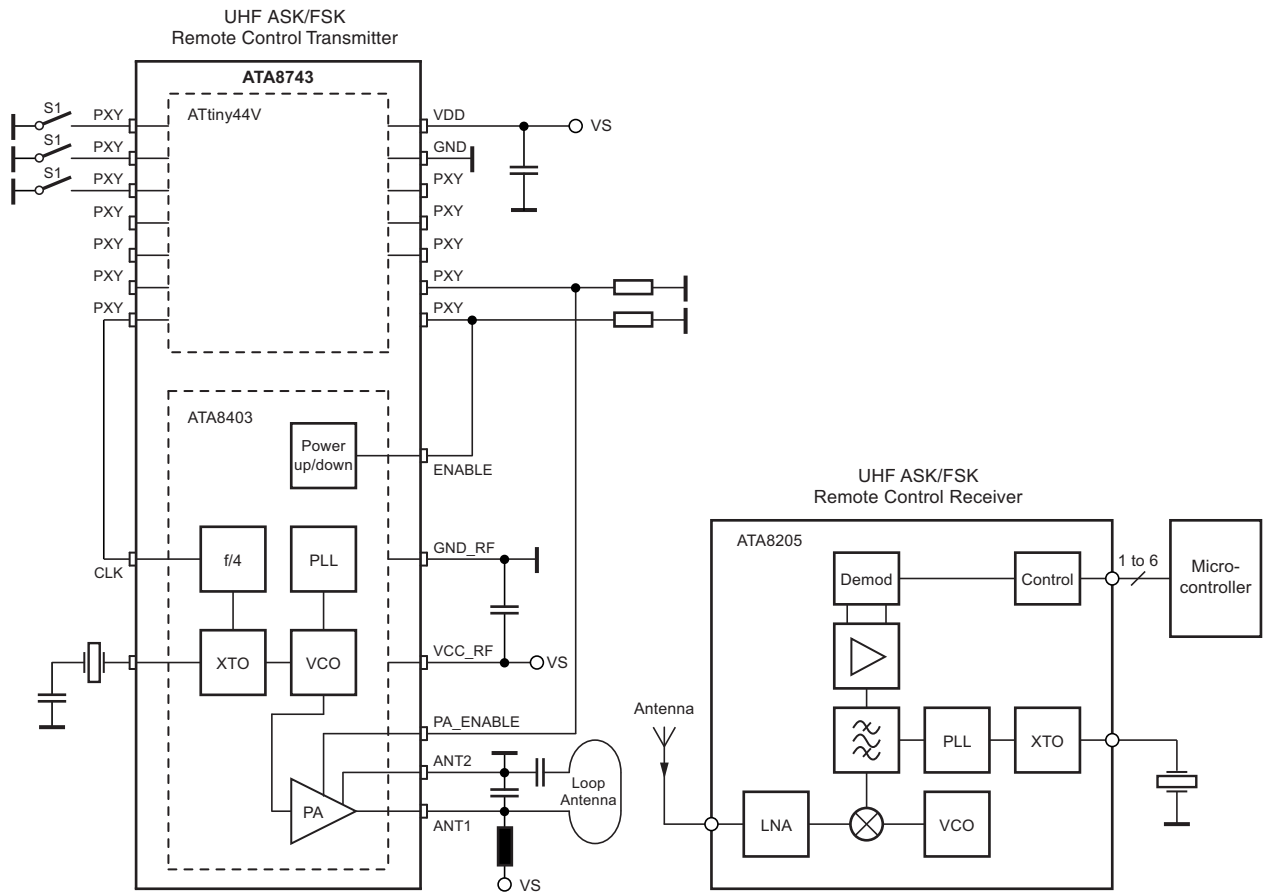 UHF ASK/FSK
Remote Control Transmitter
ATA8743
ATtiny44V
S1
PXY
S1
PXY
S1
PXY
PXY
PXY
PXY
PXY
VDD
VS
GND
PXY
PXY
PXY
PXY
PXY
ATA8403
Power
up/down
ENABLE
f/4
PLL
CLK
GND_RF
XTO
VCO
VCC_RF
VS
PA_ENABLE
ANT2
Loop
Antenna
PA
ANT1
VS
UHF ASK/FSK
Remote Control Receiver
ATA8205
Demod
Control
1 to 6
Micro-
controller
Antenna
PLL
XTO
LNA
VCO